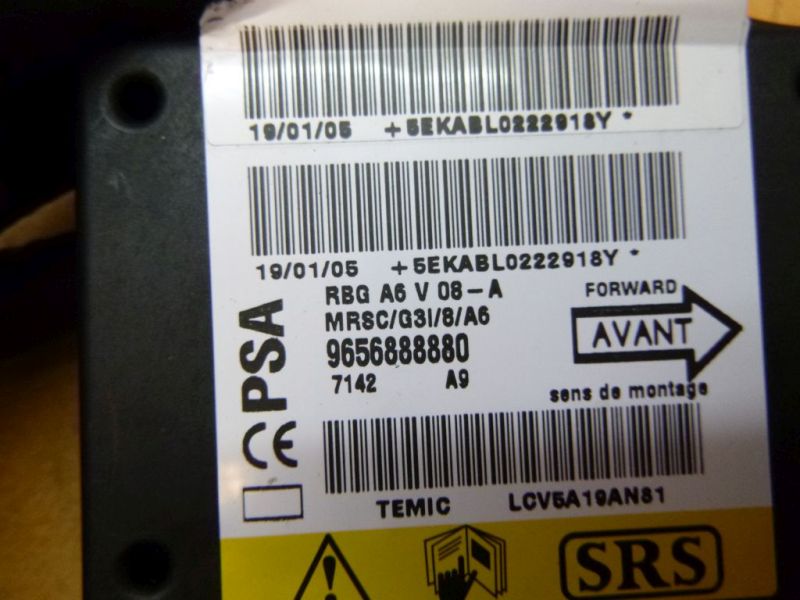 19/01/05 +5EKABL0222918Y *
19/01/05 +5EKABL0222918Y *
RBG A6 V 08-A
MRSC/G3I/8/A6
9656888880
7142 A9
FORWARD
AVANT
sens de montage
PSA
CE
TEMIC LCV5A19AN81
SRS